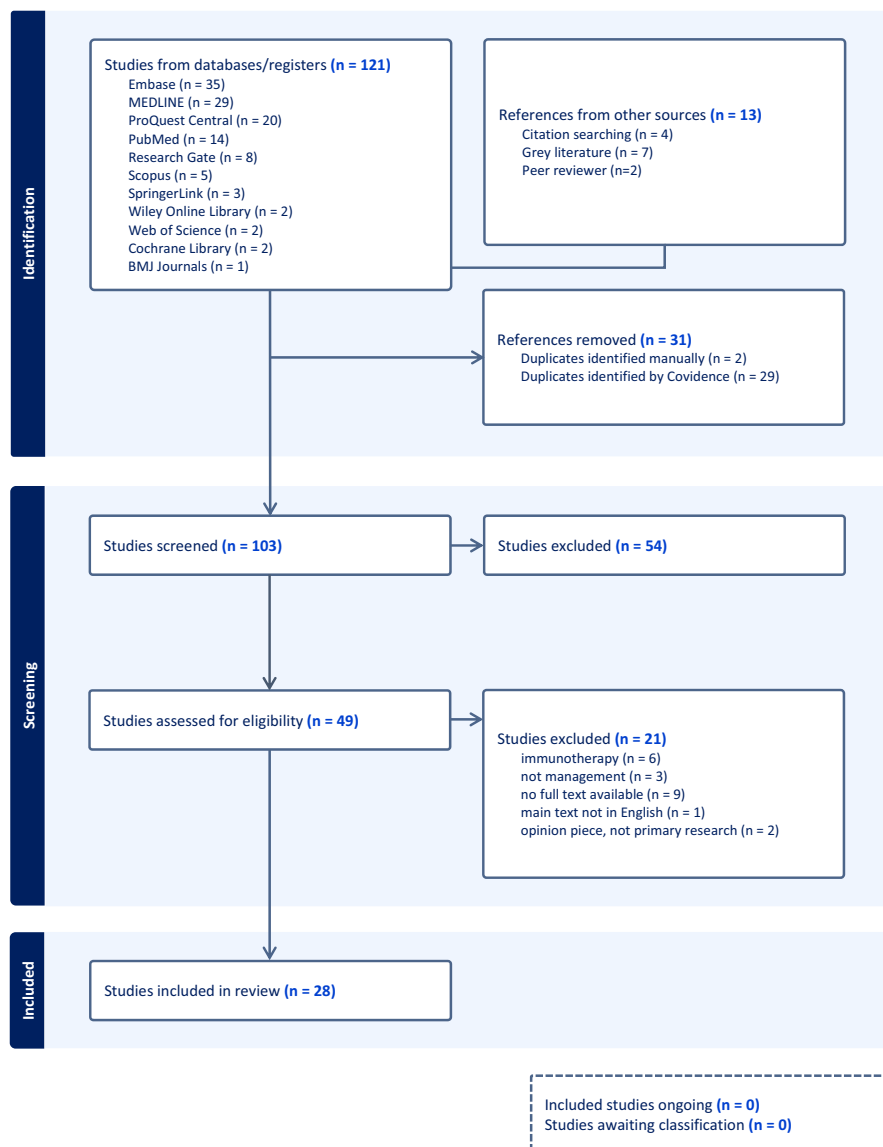 Identification
Studies from databases/registers (n = 121)
Embase (n = 35)
MEDLINE (n = 29)
ProQuest Central (n = 20)
PubMed (n = 14)
Research Gate (n = 8)
Scopus (n = 5)
SpringerLink (n = 3)
Wiley Online Library (n = 2)
Web of Science (n = 2)
Cochrane Library (n = 2)
BMJ Journals (n = 1)
References from other sources (n = 13)
Citation searching (n = 4)
Grey literature (n = 7)
Peer reviewer (n=2)
References removed (n = 31)
Duplicates identified manually (n = 2)
Duplicates identified by Covidence (n = 29)
Screening
Studies screened (n = 103)
Studies excluded (n = 54)
Studies assessed for eligibility (n = 49)
Studies excluded (n = 21)
immunotherapy (n = 6)
not management (n = 3)
no full text available (n = 9)
main text not in English (n = 1)
opinion piece, not primary research (n = 2)
Included
Studies included in review (n = 28)
Included studies ongoing (n = 0)
Studies awaiting classification (n = 0)